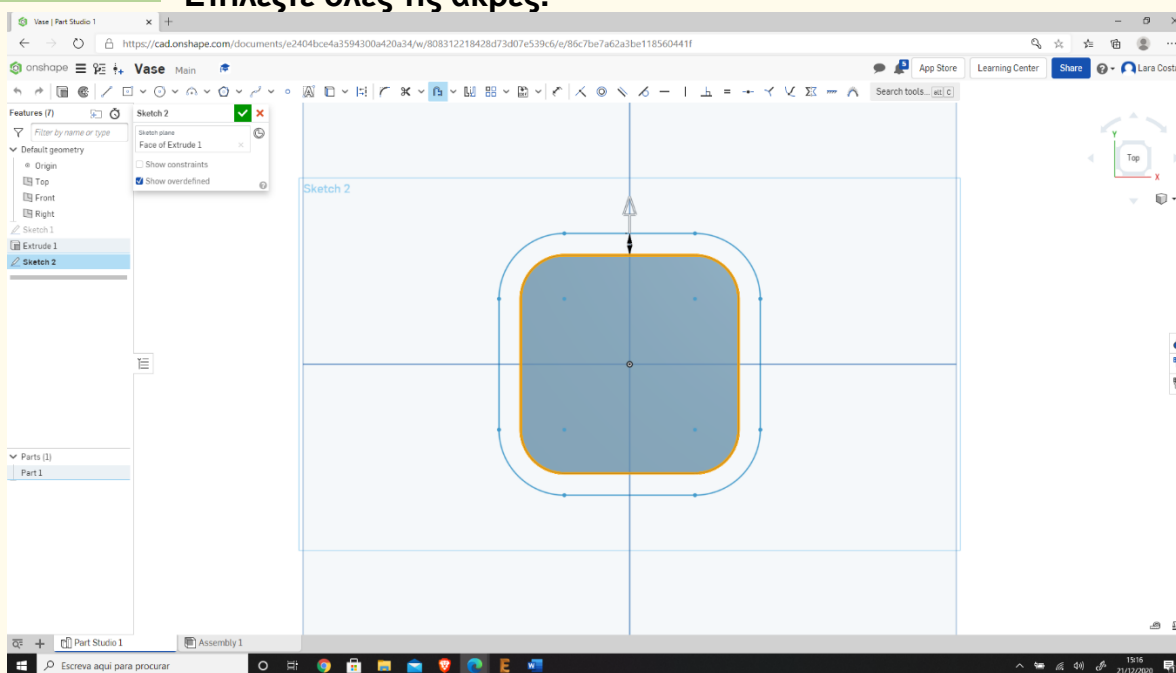 Επιλέξτε όλες τις άκρες.
Vase | Part Studio 1
https://cad.onshape.com/documents/e2404bce4a3594300a420a34/w/808312218428d73d07e539c6/e/86c7be7a62a3be118560441f
onshape Vase Main App Store Learning Center Share Lara Costa
Search tools... alt C
Features (7) Sketch 2
Filter by name or type
Sketch plane
Face of Extrude 1
Default geometry
Origin
Show constraints
Top
Show overdefined
Front
Right
Sketch 1
Extrude 1
Sketch 2
Sketch 2
Y
Top
X
Parts (1)
Part 1
Part Studio 1 Assembly 1
Escreva aqui para procurar
15:16
21/12/2020